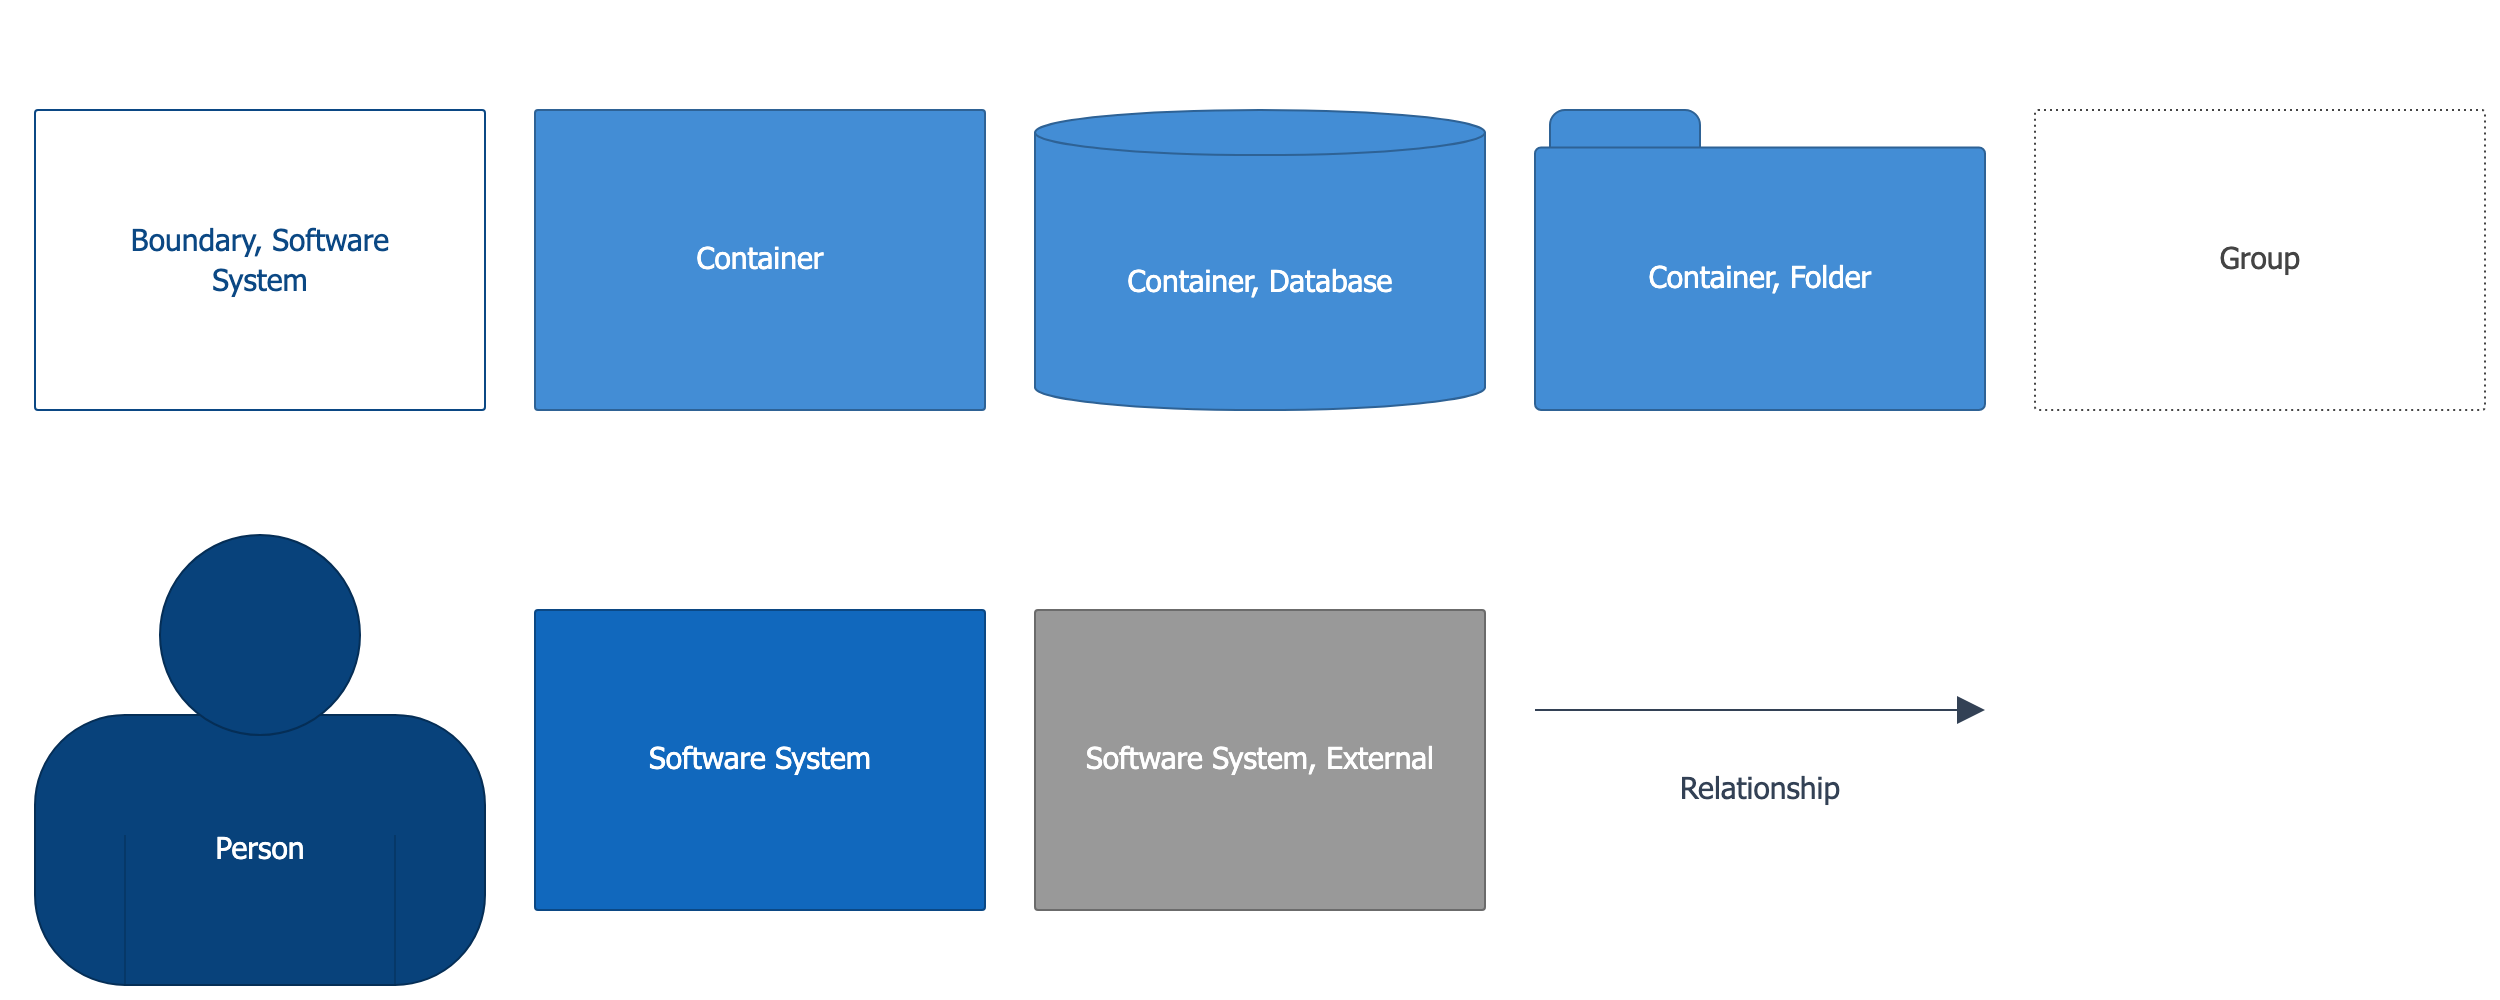 Boundary, Software
System
Container
Container, Database
Container, Folder
Group
Person
Software System
Software System, External
Relationship